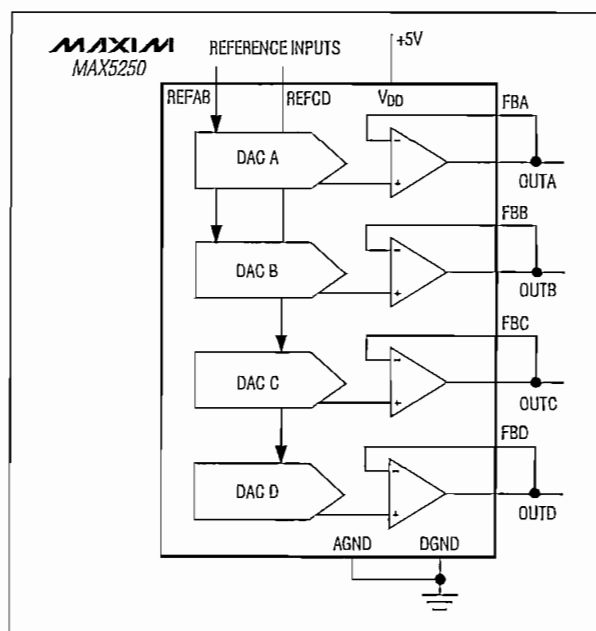 MAXIM
MAX5250
REFERENCE INPUTS
+5V
REFAB
REFCD
VDD
FBA
DAC A
-
+
OUTA
FBB
DAC B
-
+
OUTB
FBC
DAC C
-
+
OUTC
FBD
DAC D
-
+
OUTD
AGND
DGND